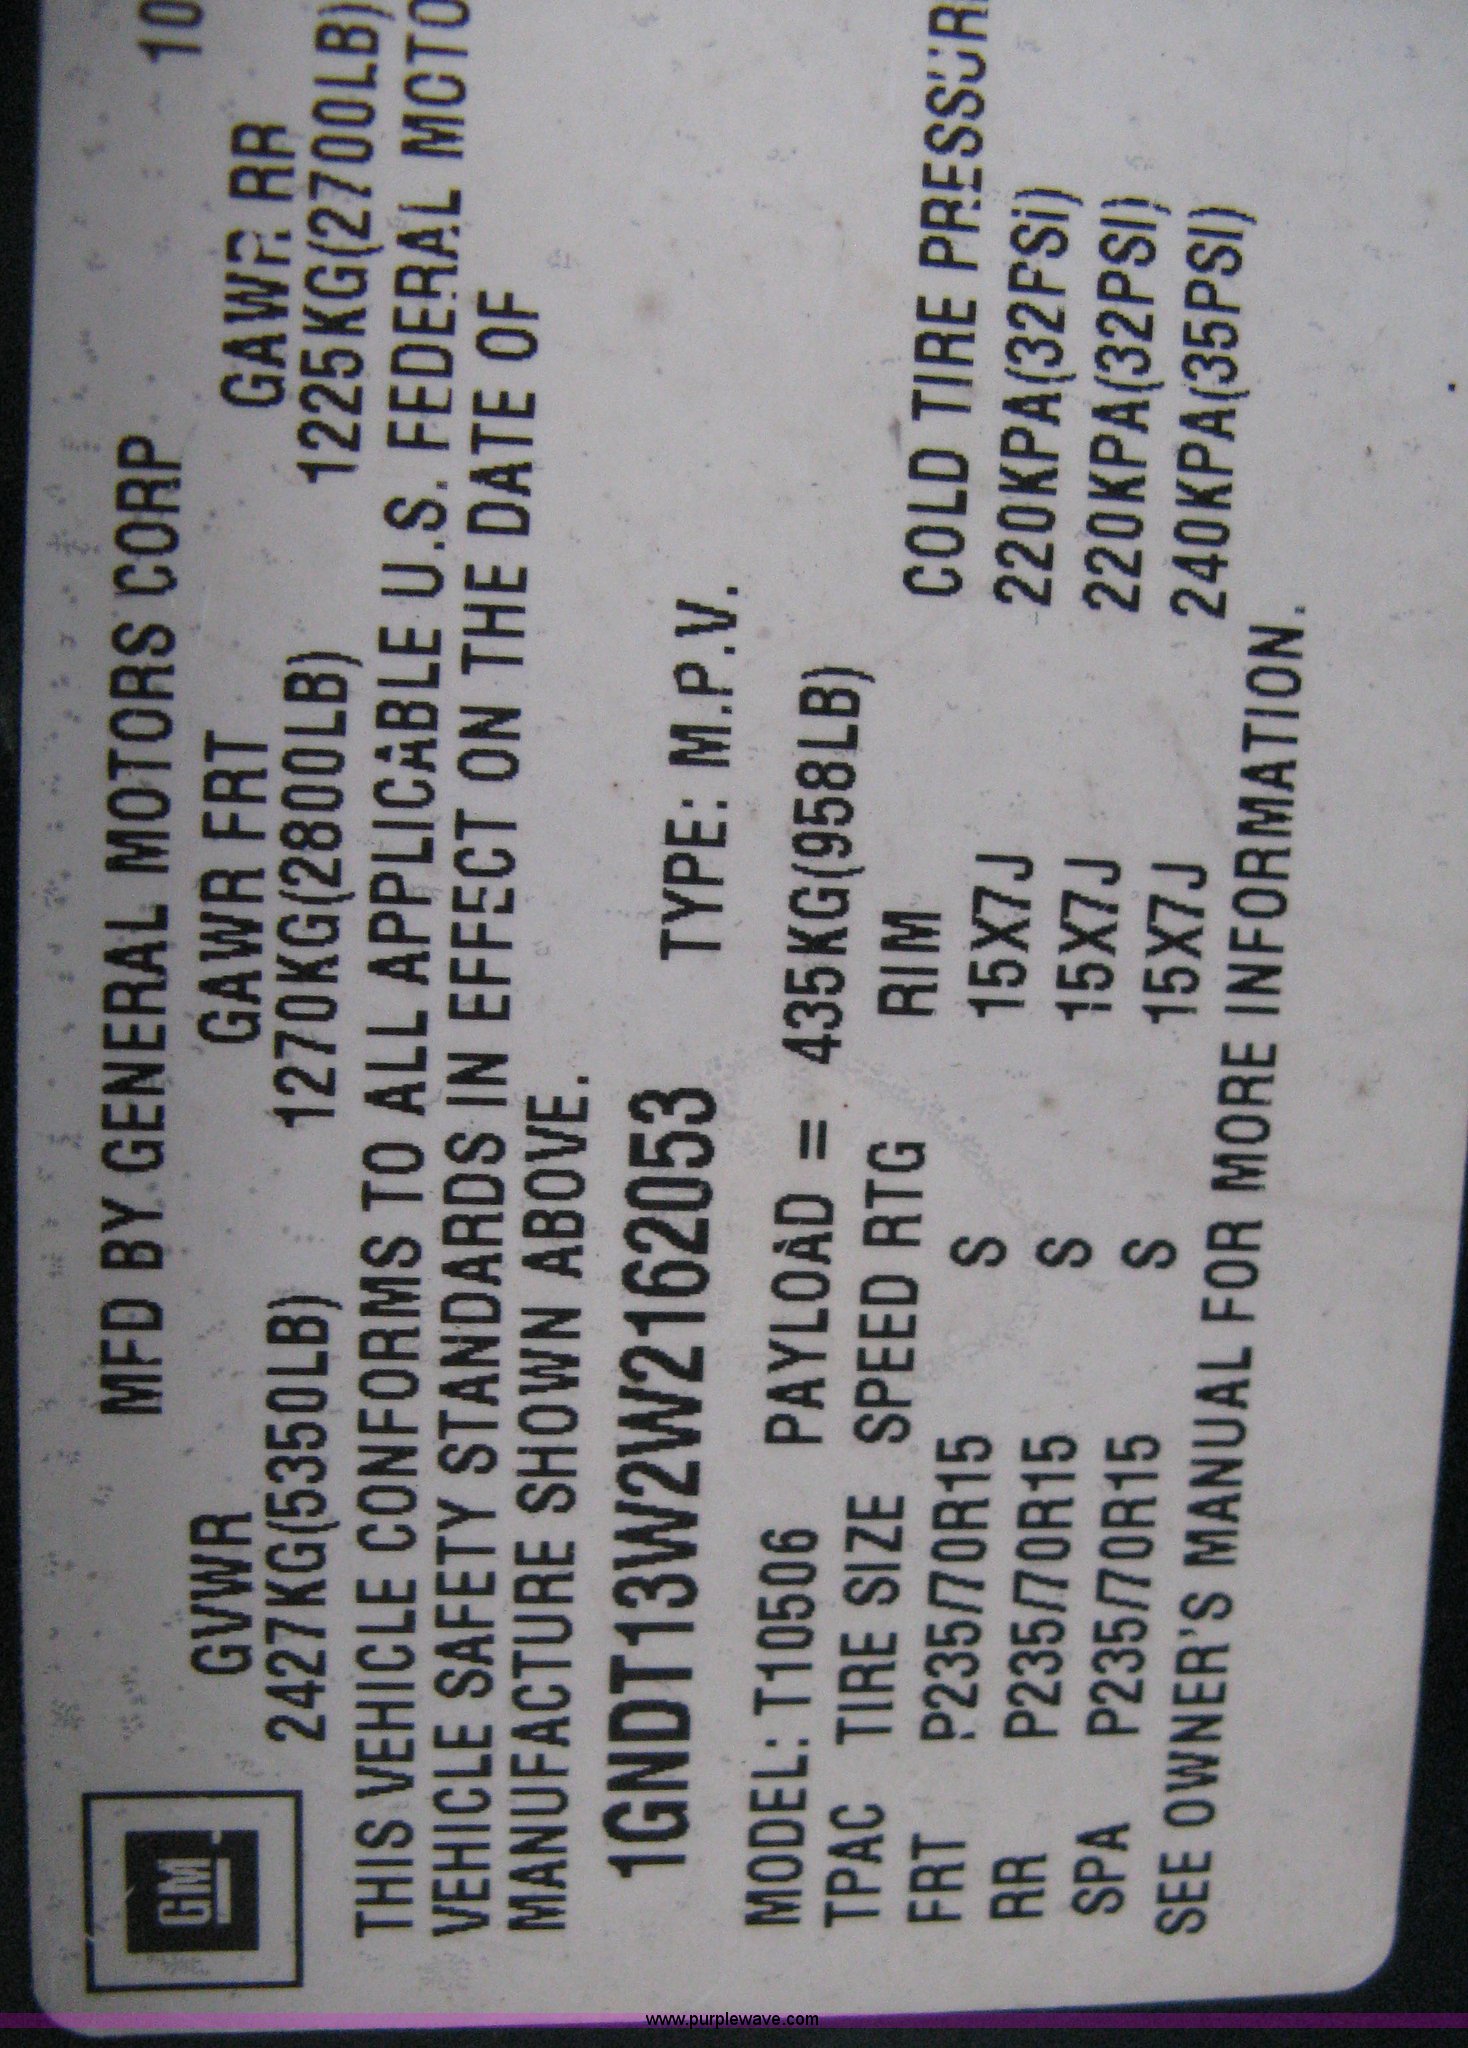 GM
MFD BY GENERAL MOTORS CORP 10
GVWR GAWR FRT GAWR RR
2427KG(5350LB) 1270KG(2800LB) 1225KG(2700LB)
THIS VEHICLE CONFORMS TO ALL APPLICABLE U.S. FEDERAL MOTO
VEHICLE SAFETY STANDARDS IN EFFECT ON THE DATE OF
MANUFACTURE SHOWN ABOVE.
1GNDT13W2W2162053 TYPE: M.P.V.
MODEL: T10506 PAYLOAD = 435KG(958LB)
TPAC TIRE SIZE SPEED RTG RIM COLD TIRE PRESSUR
FRT P235/70R15 S 15X7J 220KPA(32PSI)
RR P235/70R15 S 15X7J 220KPA(32PSI)
SPA P235/70R15 S 15X7J 240KPA(35PSI)
SEE OWNER'S MANUAL FOR MORE INFORMATION.
www.purplewave.com